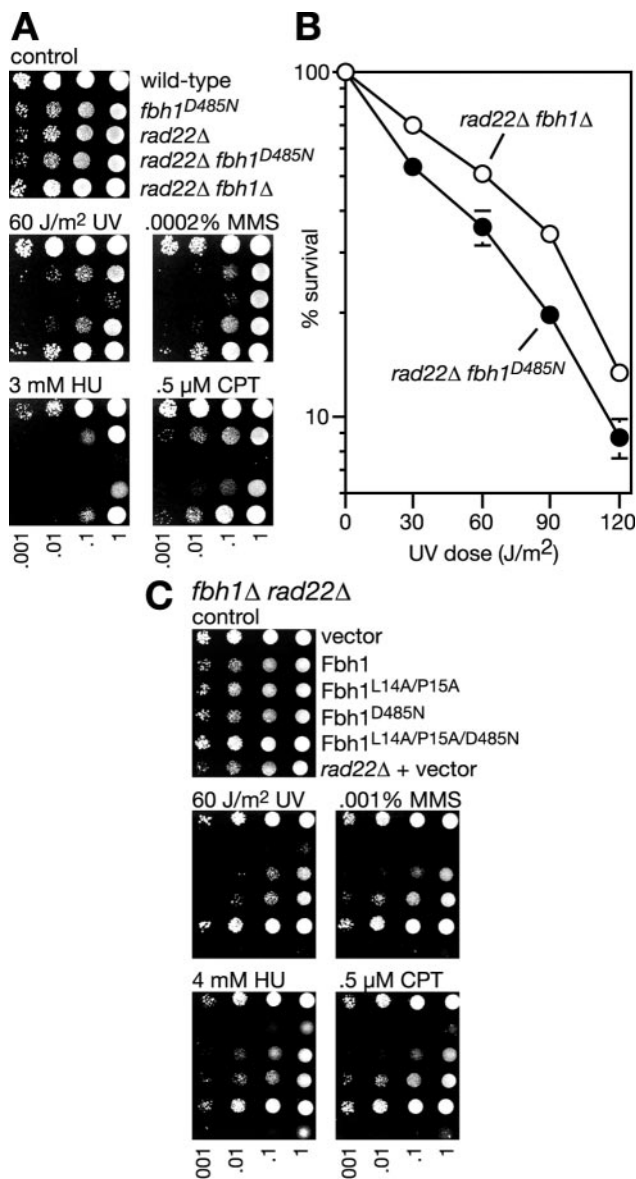 A
control
wild-type
fbh1D485N
rad22Δ
rad22Δ fbh1D485N
rad22Δ fbh1Δ
60 J/m² UV .0002% MMS
3 mM HU .5 µM CPT
.001 .01 .1 1 .001 .01 .1 1
B
100
10
% survival
rad22Δ fbh1Δ
rad22Δ fbh1D485N
0 30 60 90 120
UV dose (J/m²)
C fbh1Δ rad22Δ
control
vector
Fbh1
Fbh1L14A/P15A
Fbh1D485N
Fbh1L14A/P15A/D485N
rad22Δ + vector
60 J/m² UV .001% MMS
4 mM HU .5 µM CPT
001 .01 .1 1 .001 .01 .1 1